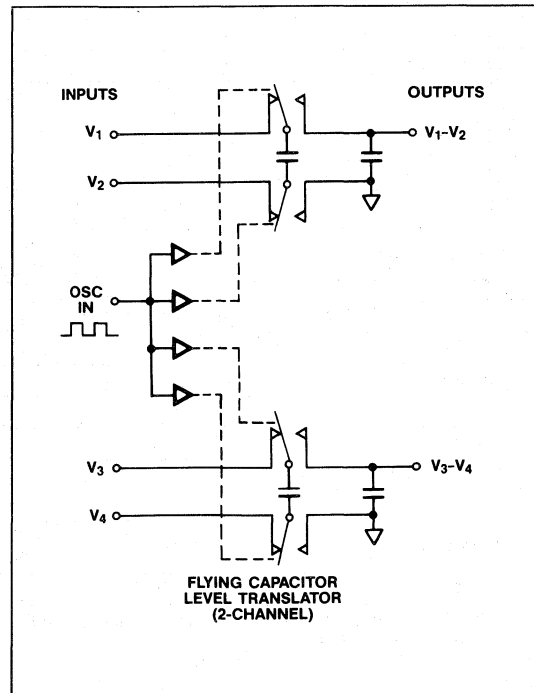 INPUTS
OUTPUTS
V1
V1–V2
V2
OSC
IN
V3
V3–V4
V4
FLYING CAPACITOR
LEVEL TRANSLATOR
(2-CHANNEL)